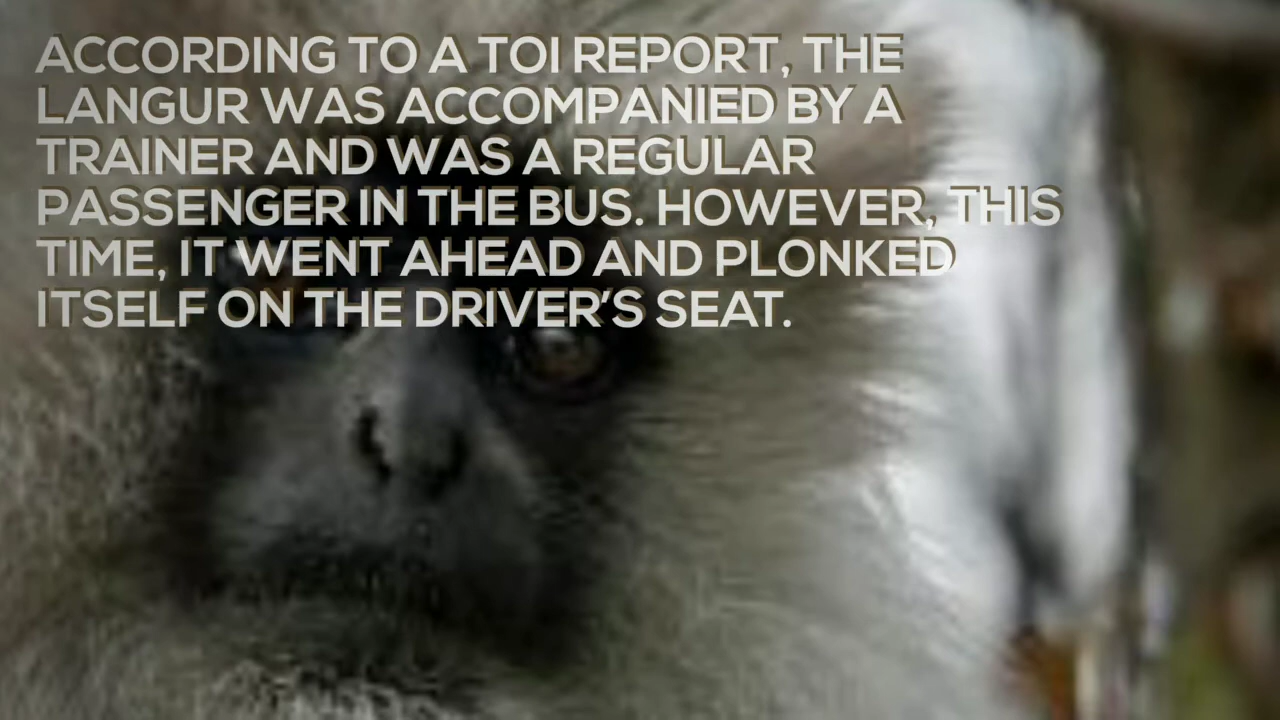 ACCORDING TO A TOI REPORT, THE
LANGUR WAS ACCOMPANIED BY A
TRAINER AND WAS A REGULAR
PASSENGER IN THE BUS. HOWEVER, THIS
TIME, IT WENT AHEAD AND PLONKED
ITSELF ON THE DRIVER'S SEAT.